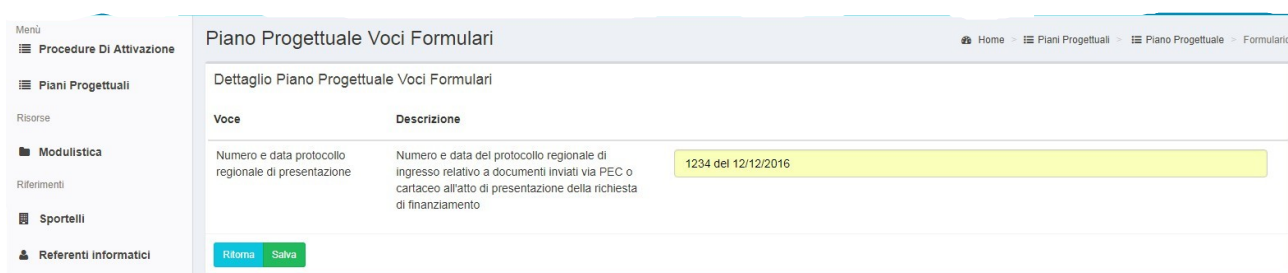 Menù
Procedure Di Attivazione
Piani Progettuali
Risorse
Modulistica
Riferimenti
Sportelli
Referenti informatici
Piano Progettuale Voci Formulari
Home > Piani Progettuali > Piano Progettuale > Formulario
Dettaglio Piano Progettuale Voci Formulari
Voce Descrizione
Numero e data protocollo
regionale di presentazione
Numero e data del protocollo regionale di
ingresso relativo a documenti inviati via PEC o
cartaceo all'atto di presentazione della richiesta
di finanziamento
1234 del 12/12/2016
Ritorna Salva